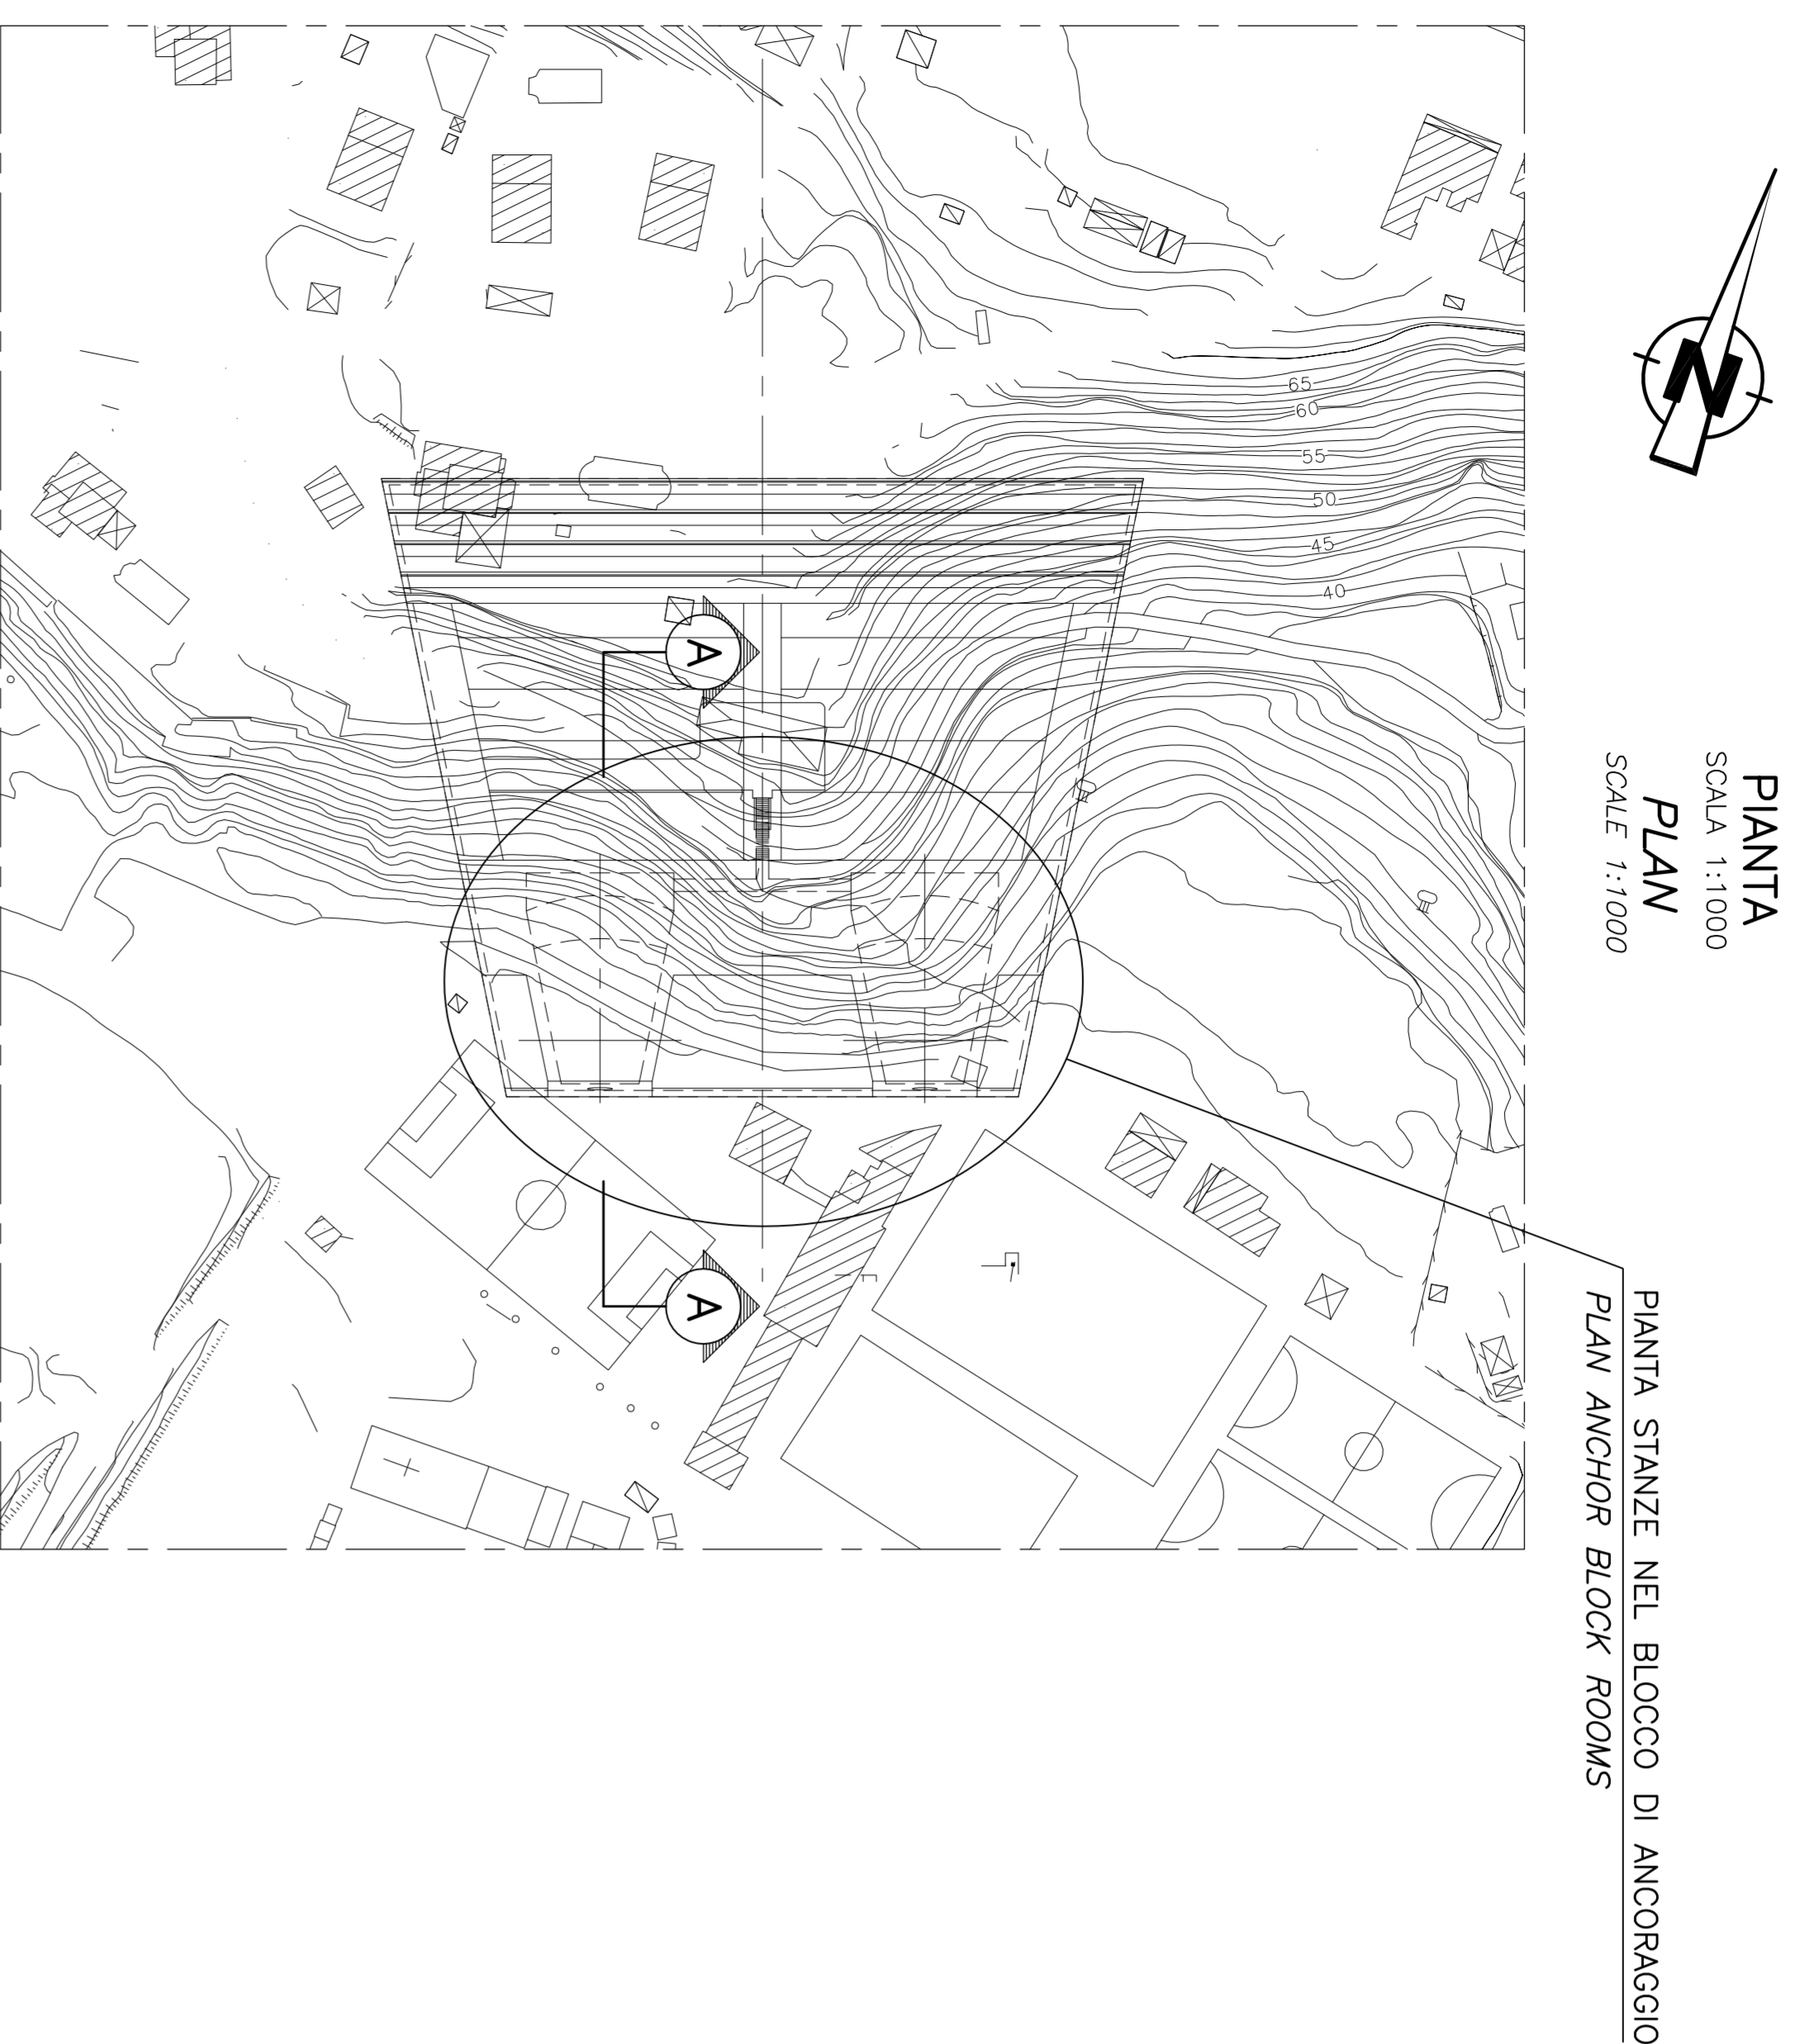 PIANTA
SCALA 1:1000
PLAN
SCALE 1:1000
N
PIANTA STANZE NEL BLOCCO DI ANCORAGGIO
PLAN ANCHOR BLOCK ROOMS
65
60
55
50
45
40
A
A